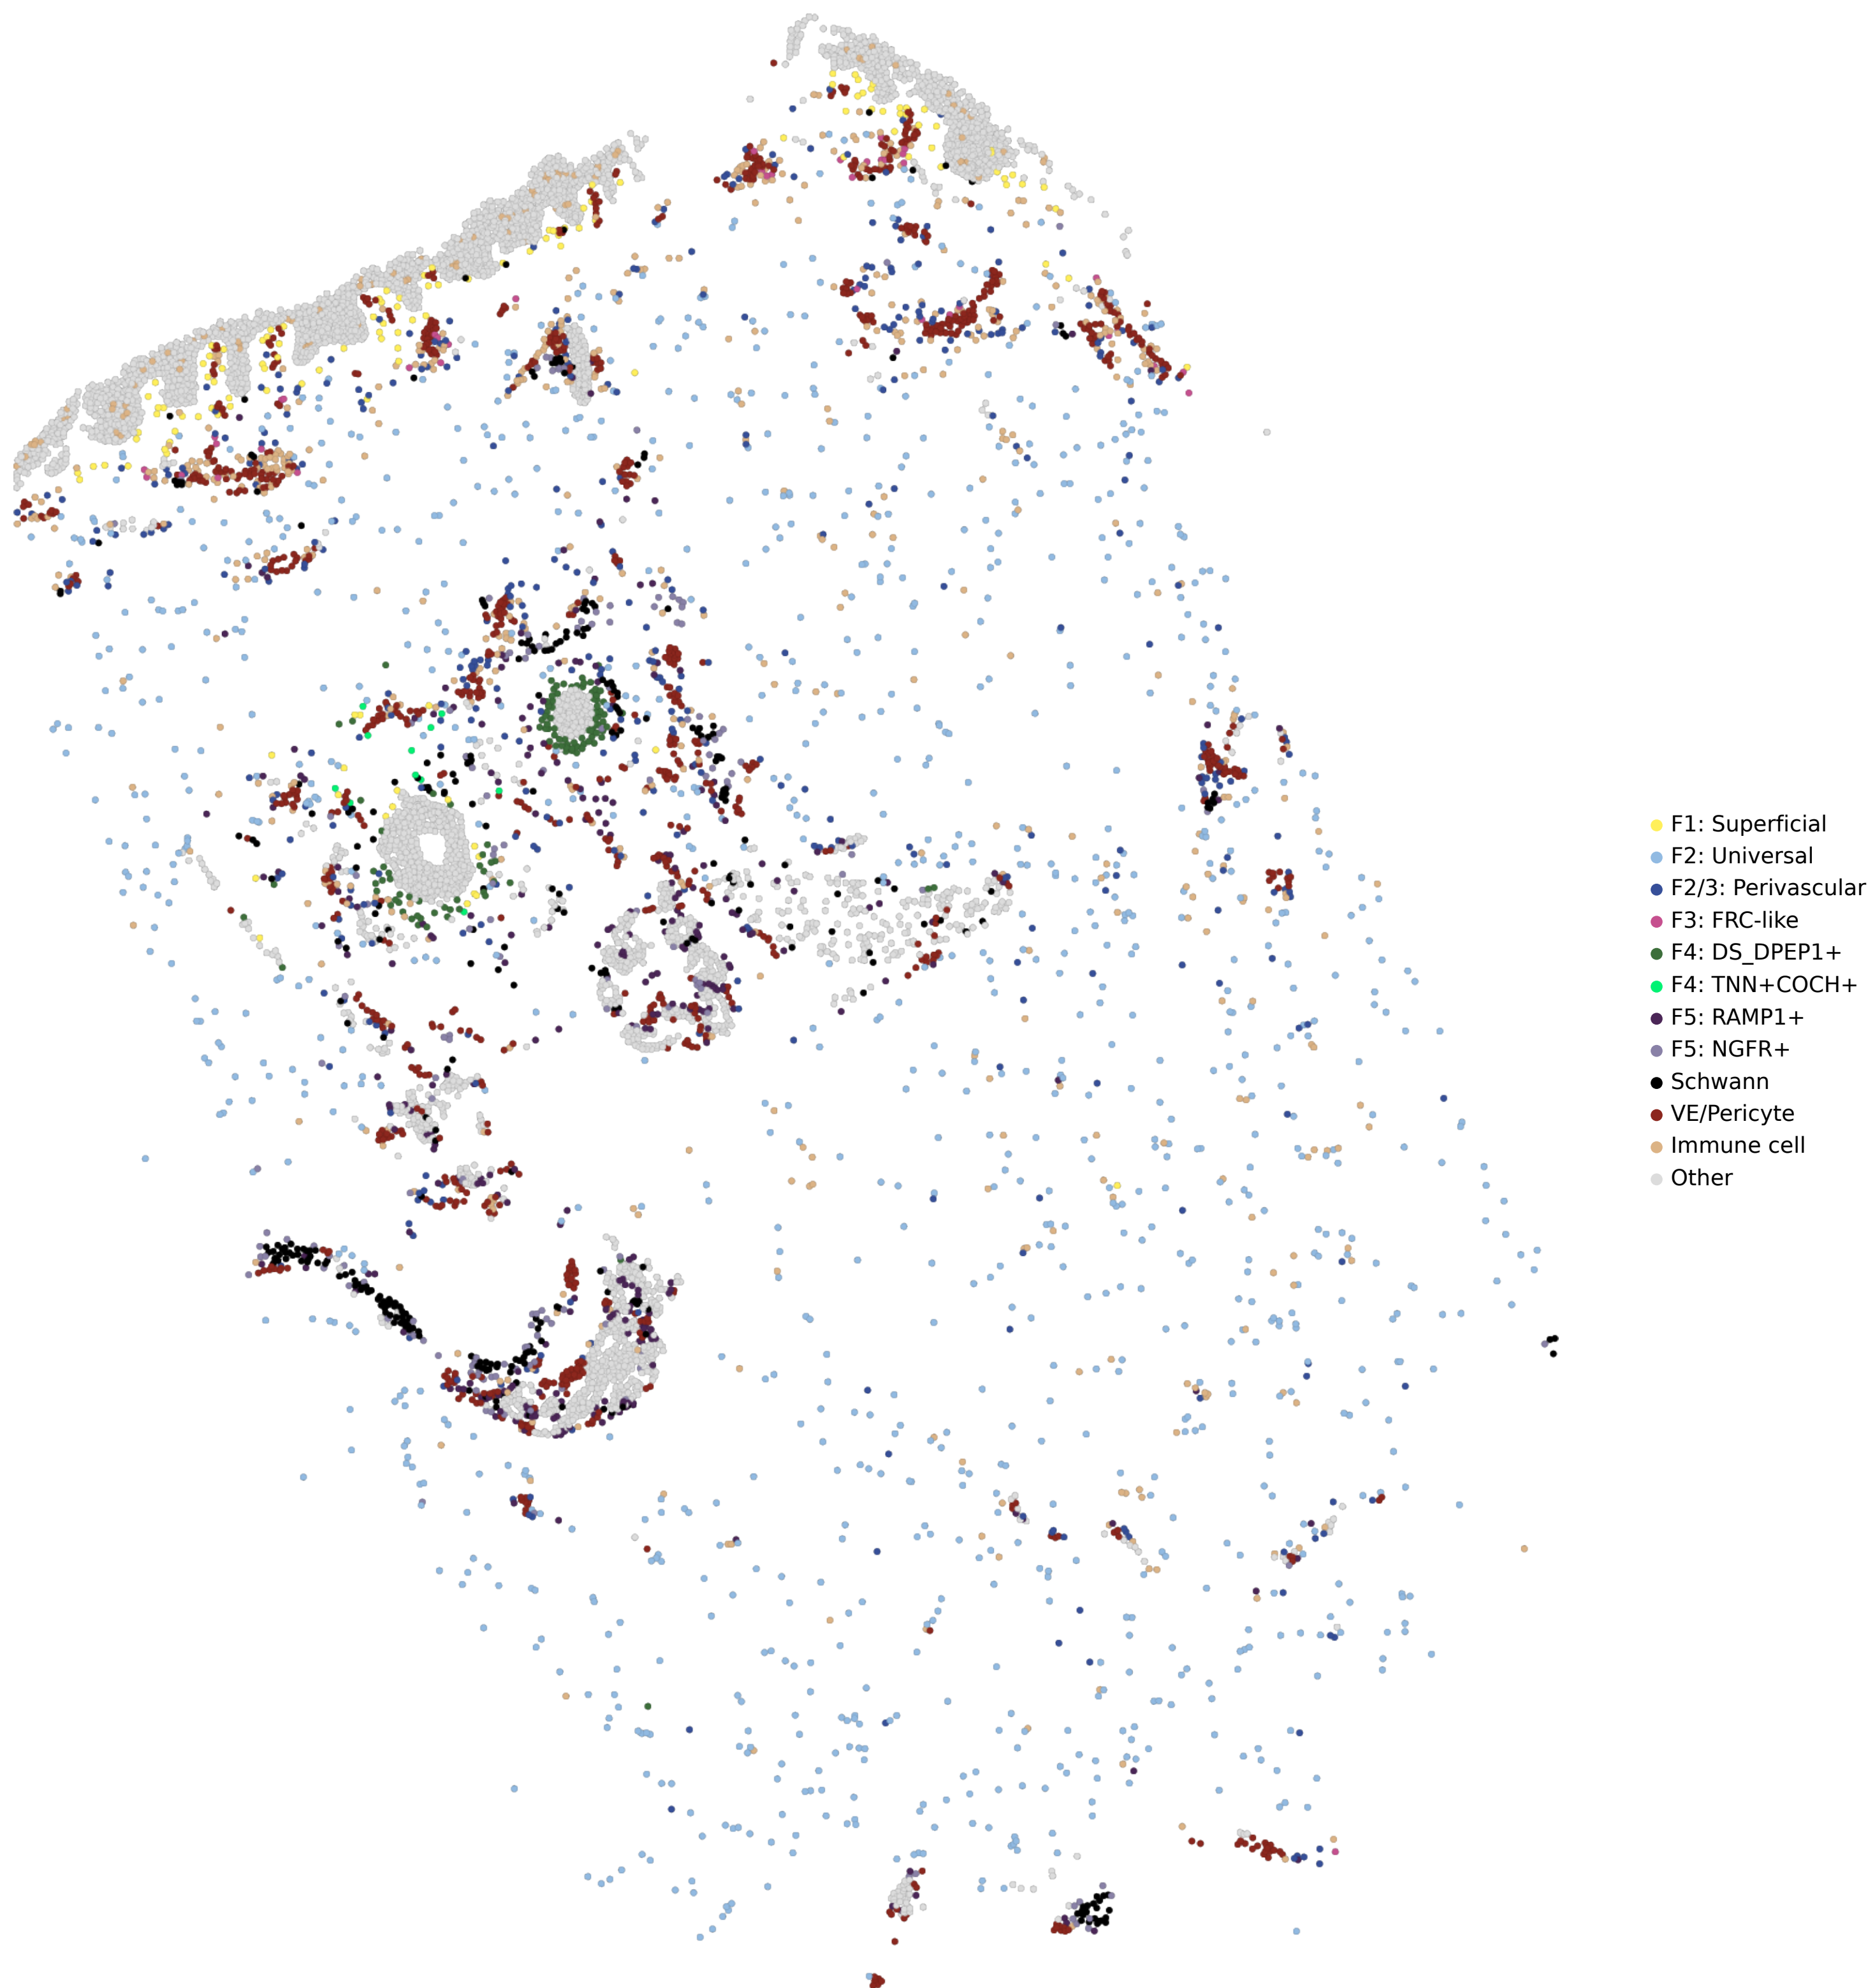 F1: Superficial
F2: Universal
F2/3: Perivascular
F3: FRC-like
F4: DS_DPEP1+
F4: TNN+COCH+
F5: RAMP1+
F5: NGFR+
Schwann
VE/Pericyte
Immune cell
Other